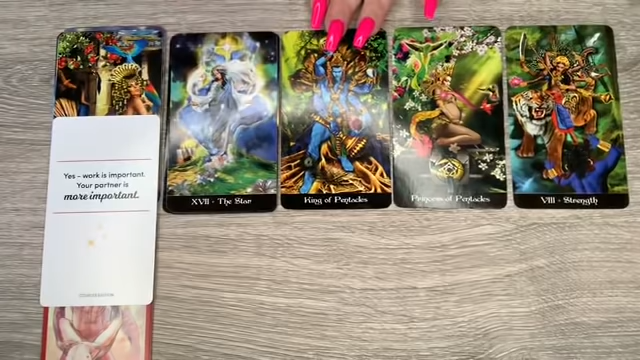 Yes – work is important.
Your partner is
more important.
XVII · The Star
King of Pentacles
Princess of Pentacles
VIII · Strength